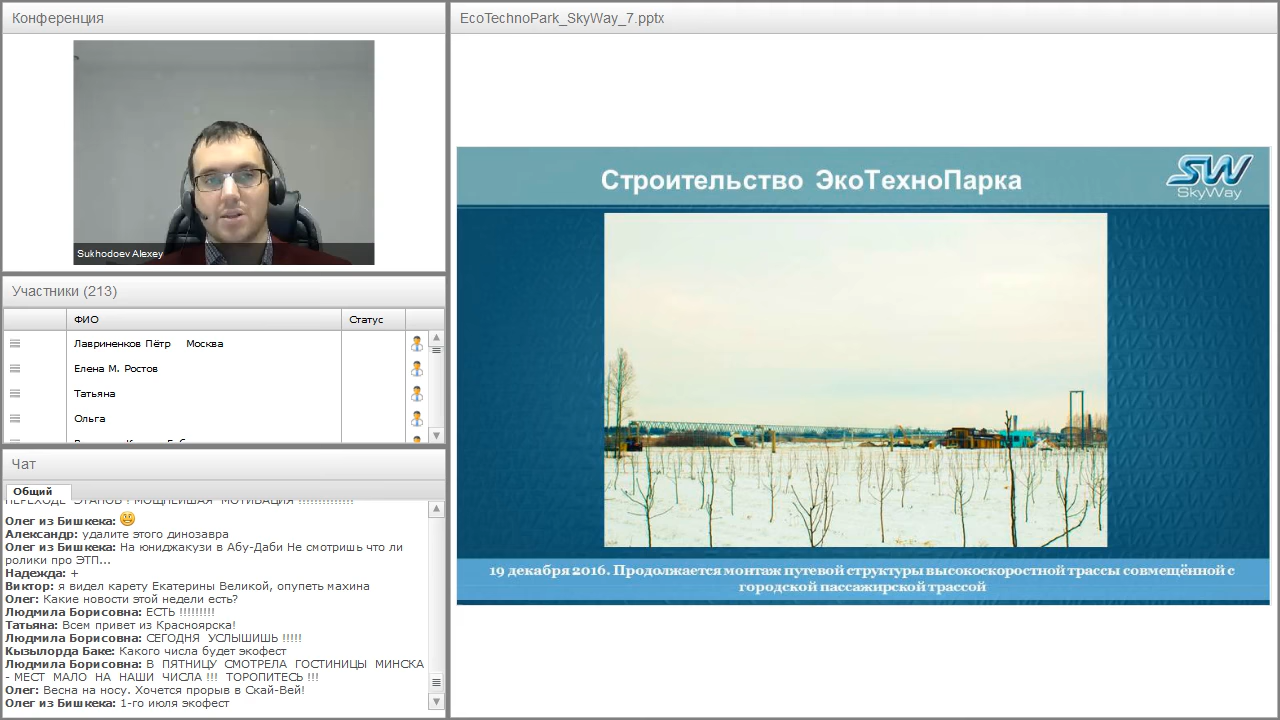 Конференция
Sukhodoev Alexey
Участники (213)
ФИО Статус
Лавриненков Пётр Москва
Елена М. Ростов
Татьяна
Ольга
Чат
Общий
ПЕРЕХОДЕ ЭТАПОВ ! МОЩНЕЙШАЯ МОТИВАЦИЯ !!!!!!!!!!!!!!!
Олег из Бишкека:
Александр: удалите этого динозавра
Олег из Бишкека: На юниджакузи в Абу-Даби Не смотришь что ли
ролики про ЭТП...
Надежда: +
Виктор: я видел карету Екатерины Великой, опупеть махина
Олег: Какие новости этой недели есть?
Людмила Борисовна: ЕСТЬ !!!!!!!!!
Татьяна: Всем привет из Красноярска!
Людмила Борисовна: СЕГОДНЯ УСЛЫШИШЬ !!!!!
Кызылорда Баке: Какого числа будет экофест
Людмила Борисовна: В ПЯТНИЦУ СМОТРЕЛА ГОСТИНИЦЫ МИНСКА
- МЕСТ МАЛО НА НАШИ ЧИСЛА !!! ТОРОПИТЕСЬ !!!
Олег: Весна на носу. Хочется прорыв в Скай-Вей!
Олег из Бишкека: 1-го июля экофест
EcoTechnoPark_SkyWay_7.pptx
Строительство ЭкоТехноПарка
SW
SkyWay
19 декабря 2016. Продолжается монтаж путевой структуры высокоскоростной трассы совмещённой с
городской пассажирской трассой